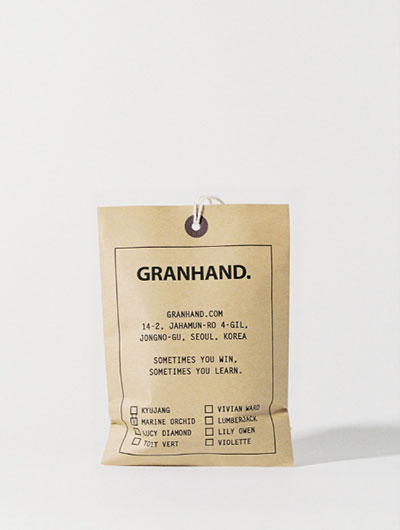 GRANHAND.
GRANHAND.COM
14-2, JAHAMUN-RO 4-GIL,
JONGNO-GU, SEOUL, KOREA
SOMETIMES YOU WIN,
SOMETIMES YOU LEARN.
KYUJANG
MARINE ORCHID
LUCY DIAMOND
TOIT VERT
VIVIAN WARD
LUMBERJACK
LILY OWEN
VIOLETTE